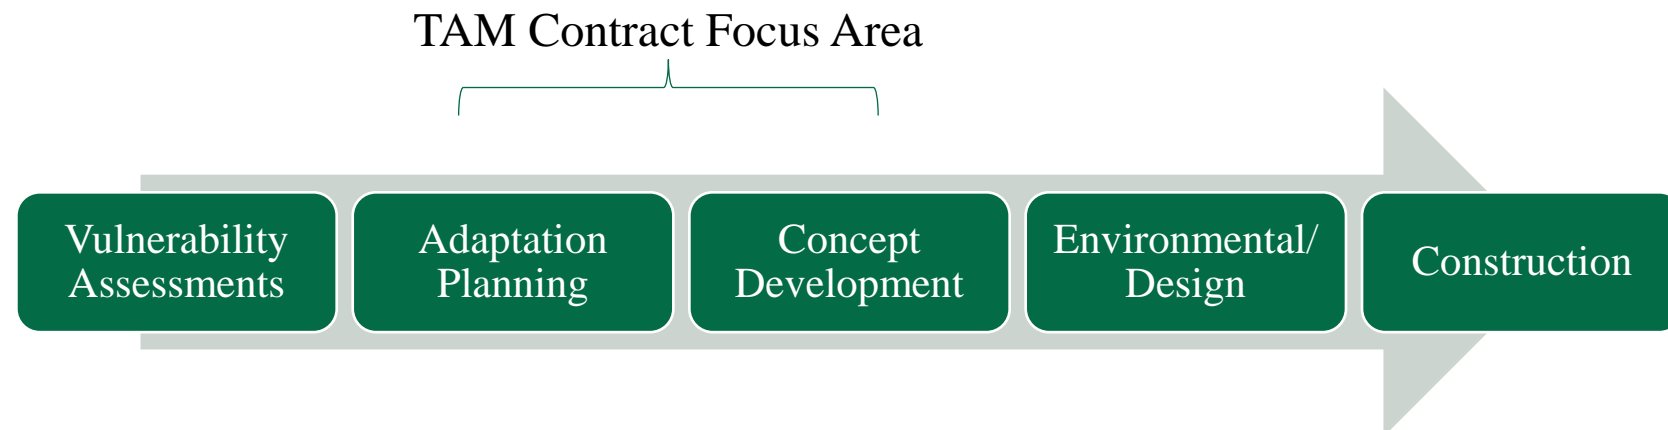 TAM Contract Focus Area
Vulnerability
Assessments
Adaptation
Planning
Concept
Development
Environmental/
Design
Construction